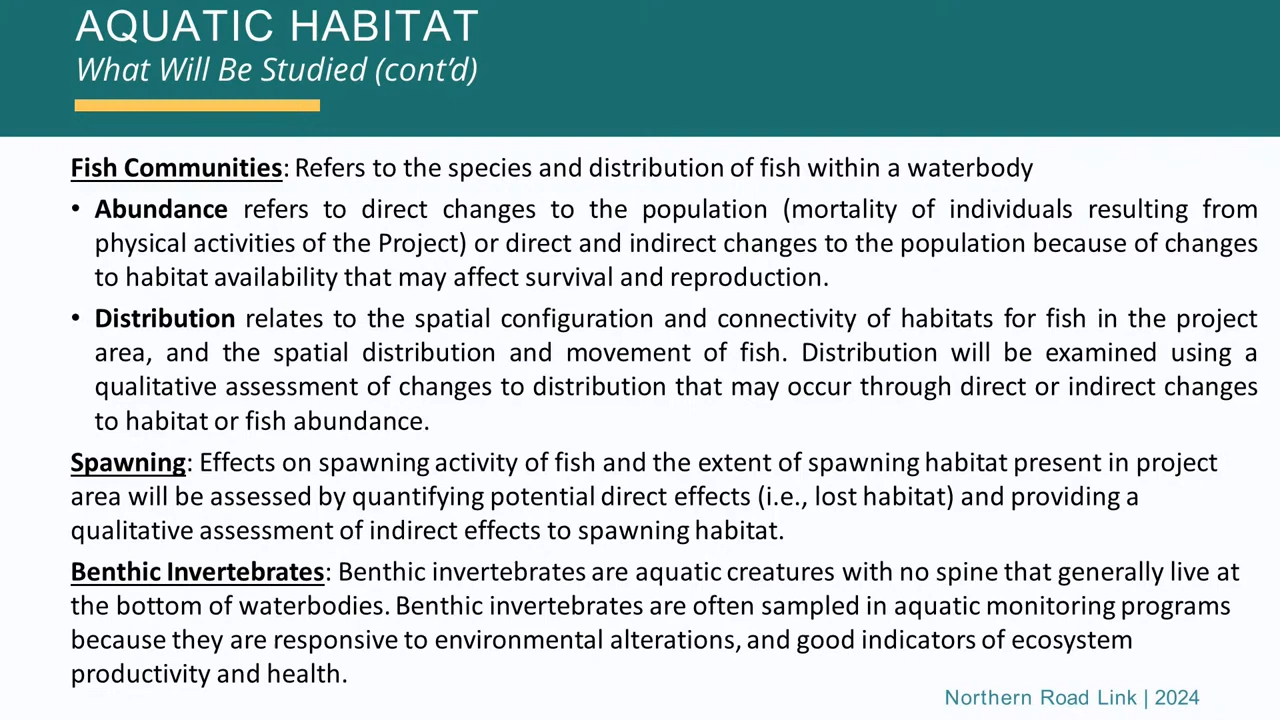 AQUATIC HABITAT
What Will Be Studied (cont’d)
Fish Communities: Refers to the species and distribution of fish within a waterbody
• Abundance refers to direct changes to the population (mortality of individuals resulting from
physical activities of the Project) or direct and indirect changes to the population because of changes
to habitat availability that may affect survival and reproduction.
• Distribution relates to the spatial configuration and connectivity of habitats for fish in the project
area, and the spatial distribution and movement of fish. Distribution will be examined using a
qualitative assessment of changes to distribution that may occur through direct or indirect changes
to habitat or fish abundance.
Spawning: Effects on spawning activity of fish and the extent of spawning habitat present in project
area will be assessed by quantifying potential direct effects (i.e., lost habitat) and providing a
qualitative assessment of indirect effects to spawning habitat.
Benthic Invertebrates: Benthic invertebrates are aquatic creatures with no spine that generally live at
the bottom of waterbodies. Benthic invertebrates are often sampled in aquatic monitoring programs
because they are responsive to environmental alterations, and good indicators of ecosystem
productivity and health.
Northern Road Link | 2024